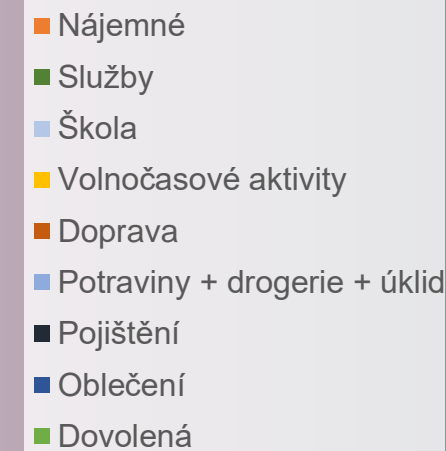 Nájemné
Služby
Škola
Volnočasové aktivity
Doprava
Potraviny + drogerie + úklid
Pojištění
Oblečení
Dovolená